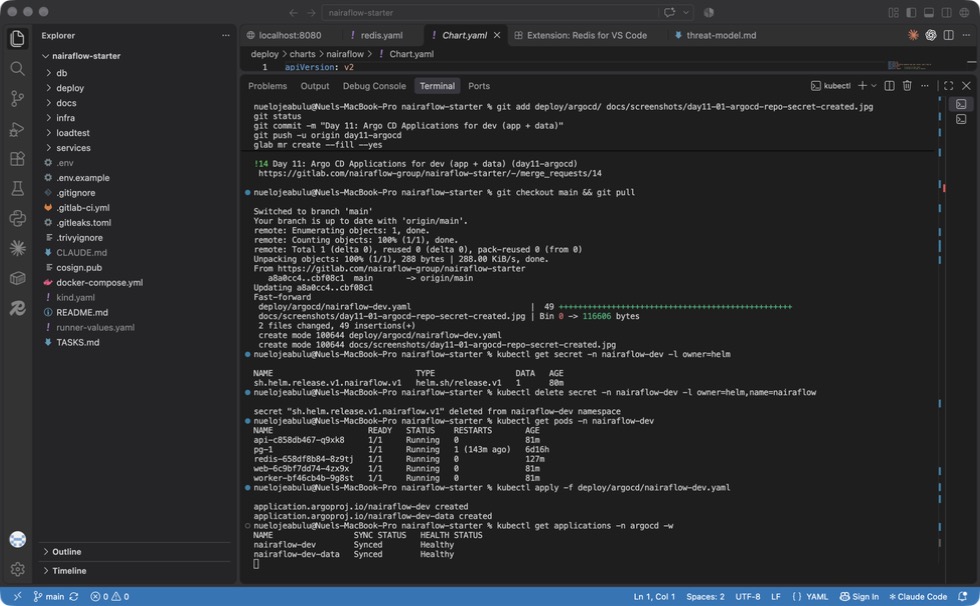 nairaflow-starter
Explorer
localhost:8080
redis.yaml
Chart.yaml
Extension: Redis for VS Code
threat-model.md
nairaflow-starter
db
deploy
docs
infra
loadtest
services
.env
.env.example
.gitignore
.gitlab-ci.yml
.gitleaks.toml
.trivyignore
CLAUDE.md
cosign.pub
docker-compose.yml
kind.yaml
README.md
runner-values.yaml
TASKS.md
Outline
Timeline
deploy > charts > nairaflow > Chart.yaml
1 apiVersion: v2
Problems Output Debug Console Terminal Ports
kubectl
nuelojeabulu@Nuels-MacBook-Pro nairaflow-starter % git add deploy/argocd/ docs/screenshots/day11-01-argocd-repo-secret-created.jpg
git status
git commit -m "Day 11: Argo CD Applications for dev (app + data)"
git push -u origin day11-argocd
glab mr create --fill --yes
!14 Day 11: Argo CD Applications for dev (app + data) (day11-argocd)
https://gitlab.com/nairaflow-group/nairaflow-starter/-/merge_requests/14
nuelojeabulu@Nuels-MacBook-Pro nairaflow-starter % git checkout main && git pull
Switched to branch 'main'
Your branch is up to date with 'origin/main'.
remote: Enumerating objects: 1, done.
remote: Counting objects: 100% (1/1), done.
remote: Total 1 (delta 0), reused 0 (delta 0), pack-reused 0 (from 0)
Unpacking objects: 100% (1/1), 288 bytes | 288.00 KiB/s, done.
From https://gitlab.com/nairaflow-group/nairaflow-starter
a8a0cc4..cbf08c1 main -> origin/main
Updating a8a0cc4..cbf08c1
Fast-forward
deploy/argocd/nairaflow-dev.yaml | 49 +++++++++++++++++++++++++++++++++++++++++++++++++
docs/screenshots/day11-01-argocd-repo-secret-created.jpg | Bin 0 -> 116606 bytes
2 files changed, 49 insertions(+)
create mode 100644 deploy/argocd/nairaflow-dev.yaml
create mode 100644 docs/screenshots/day11-01-argocd-repo-secret-created.jpg
nuelojeabulu@Nuels-MacBook-Pro nairaflow-starter % kubectl get secret -n nairaflow-dev -l owner=helm
NAME TYPE DATA AGE
sh.helm.release.v1.nairaflow.v1 helm.sh/release.v1 1 80m
nuelojeabulu@Nuels-MacBook-Pro nairaflow-starter % kubectl delete secret -n nairaflow-dev -l owner=helm,name=nairaflow
secret "sh.helm.release.v1.nairaflow.v1" deleted from nairaflow-dev namespace
nuelojeabulu@Nuels-MacBook-Pro nairaflow-starter % kubectl get pods -n nairaflow-dev
NAME READY STATUS RESTARTS AGE
api-c858db467-q9xk8 1/1 Running 0 81m
pg-1 1/1 Running 1 (143m ago) 6d16h
redis-658df8b84-8z9tj 1/1 Running 0 127m
web-6c9bf7dd74-4zx9x 1/1 Running 0 81m
worker-bf46cb4b-9g8st 1/1 Running 0 81m
nuelojeabulu@Nuels-MacBook-Pro nairaflow-starter % kubectl apply -f deploy/argocd/nairaflow-dev.yaml
application.argoproj.io/nairaflow-dev created
application.argoproj.io/nairaflow-dev-data created
nuelojeabulu@Nuels-MacBook-Pro nairaflow-starter % kubectl get applications -n argocd -w
NAME SYNC STATUS HEALTH STATUS
nairaflow-dev Synced Healthy
nairaflow-dev-data Synced Healthy
main 0 0 Ln 1, Col 1 Spaces: 2 UTF-8 LF {} YAML Sign In Claude Code